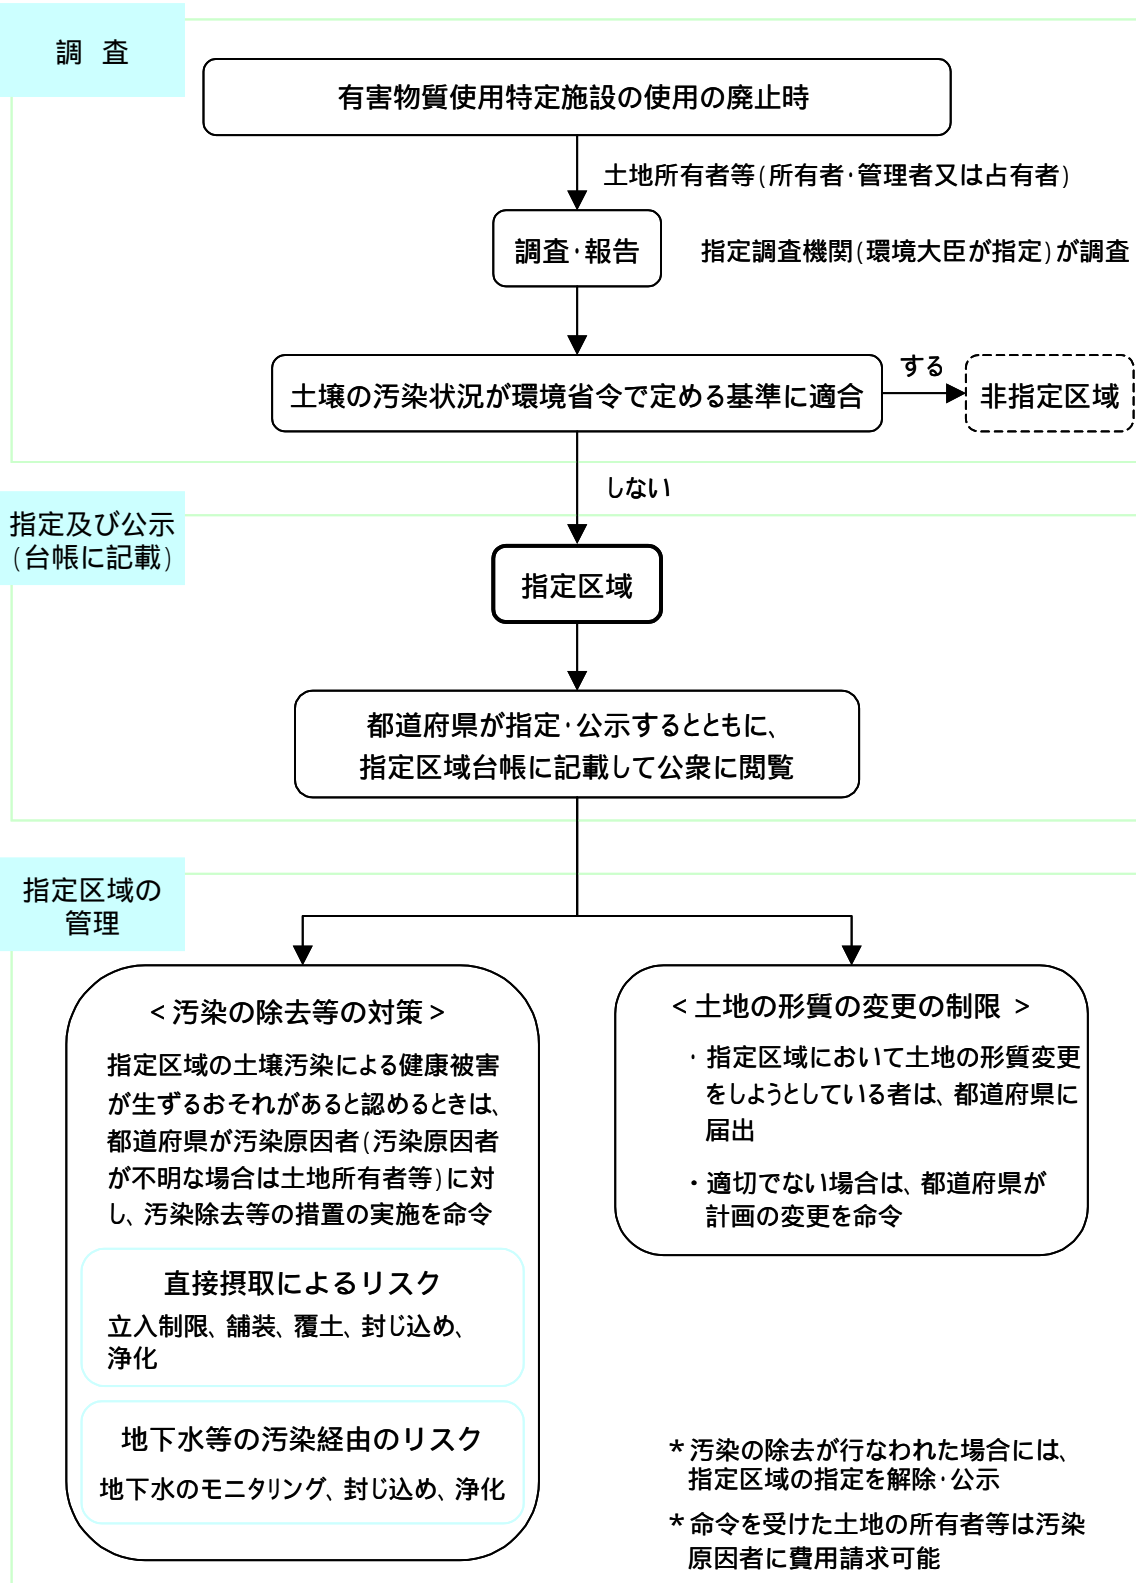 調 査
有害物質使用特定施設の使用の廃止時
土地所有者等(所有者・管理者又は占有者)
調査・報告
指定調査機関(環境大臣が指定)が調査
土壌の汚染状況が環境省令で定める基準に適合
する
非指定区域
しない
指定及び公示
(台帳に記載)
指定区域
都道府県が指定・公示するとともに、
指定区域台帳に記載して公衆に閲覧
指定区域の
管理
<汚染の除去等の対策>
指定区域の土壌汚染による健康被害
が生ずるおそれがあると認めるときは、
都道府県が汚染原因者(汚染原因者
が不明な場合は土地所有者等)に対
し、汚染除去等の措置の実施を命令
直接摂取によるリスク
立入制限、舗装、覆土、封じ込め、
浄化
地下水等の汚染経由のリスク
地下水のモニタリング、封じ込め、浄化
<土地の形質の変更の制限 >
・指定区域において土地の形質変更
をしようとしている者は、都道府県に
届出
・適切でない場合は、都道府県が
計画の変更を命令
*汚染の除去が行なわれた場合には、
指定区域の指定を解除・公示
*命令を受けた土地の所有者等は汚染
原因者に費用請求可能